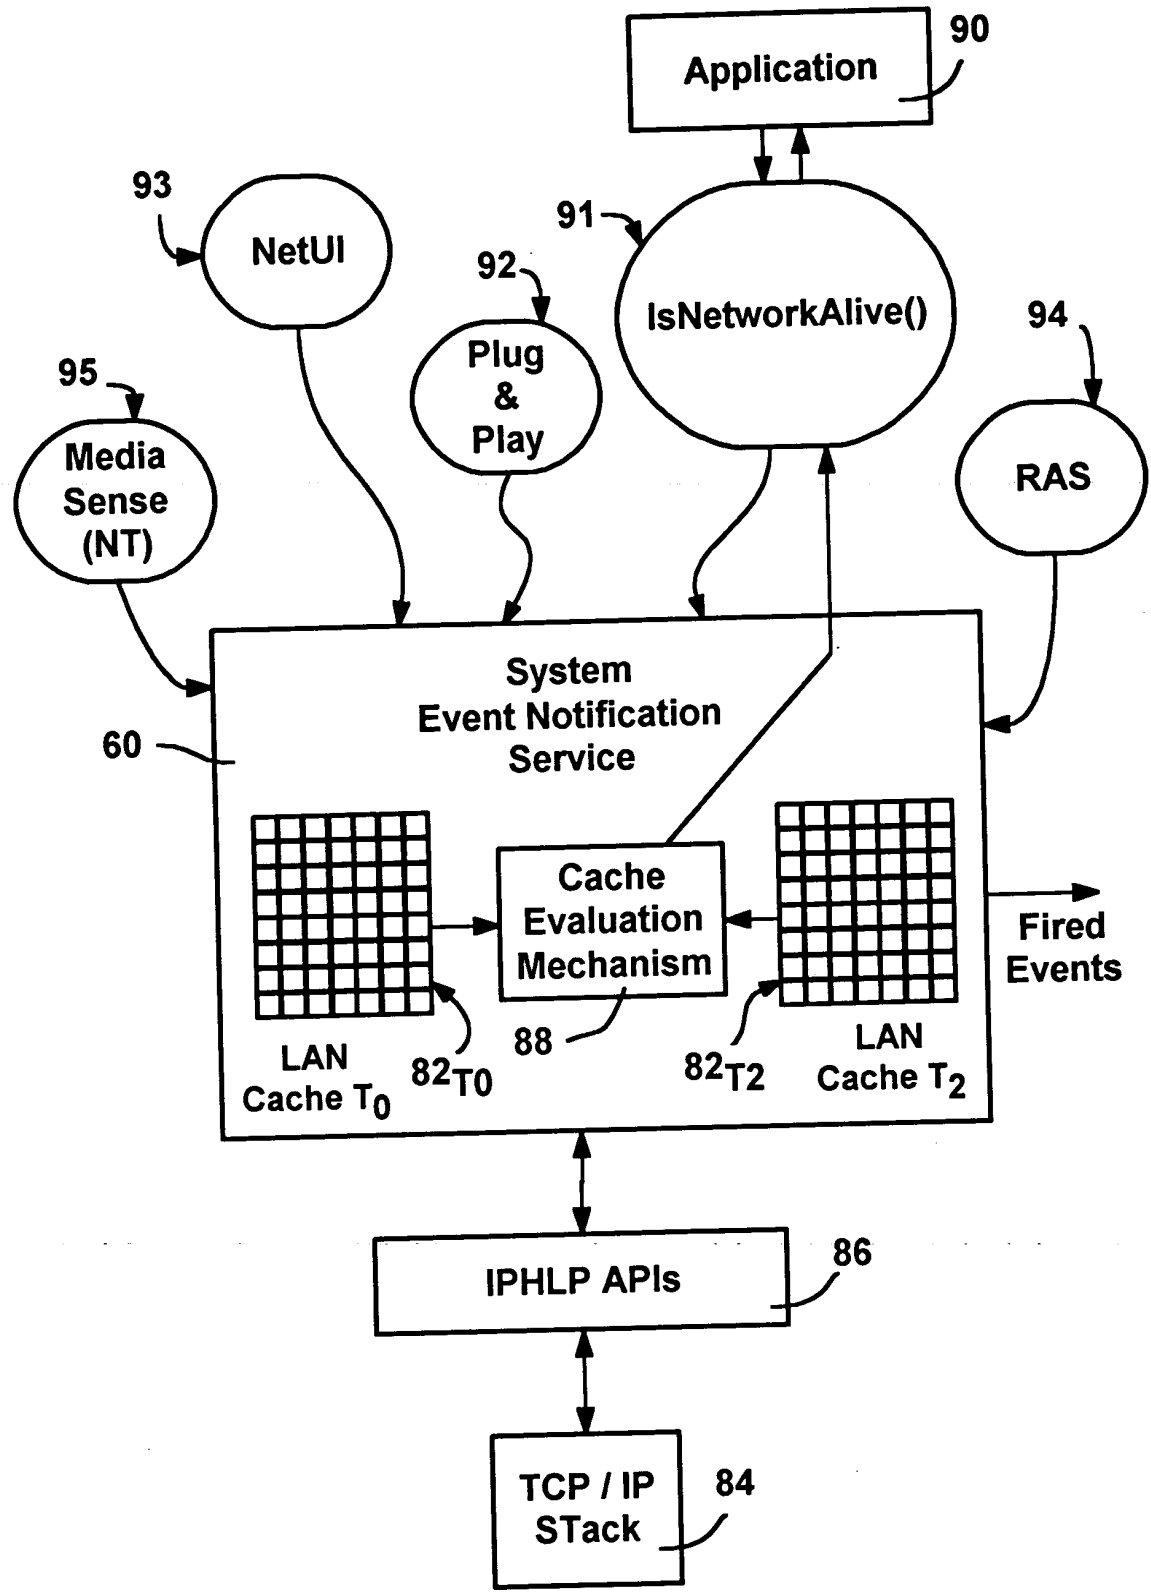 90
Application
93
NetUI
91
92
IsNetworkAlive()
94
Plug
&
Play
95
Media
Sense
(NT)
RAS
System
Event Notification
Service
60
Cache
Evaluation
Mechanism
Fired
Events
88
82T0
82T2
LAN
Cache T0
LAN
Cache T2
IPHLP APIs
86
TCP / IP
STack
84